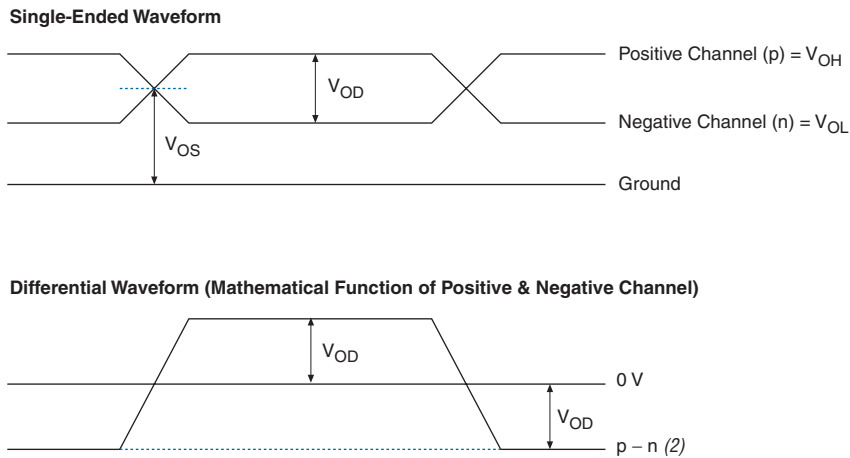 Single-Ended Waveform
Positive Channel (p) = VOH
VOD
Negative Channel (n) = VOL
VOS
Ground
Differential Waveform (Mathematical Function of Positive & Negative Channel)
VOD
0 V
VOD
p − n (2)